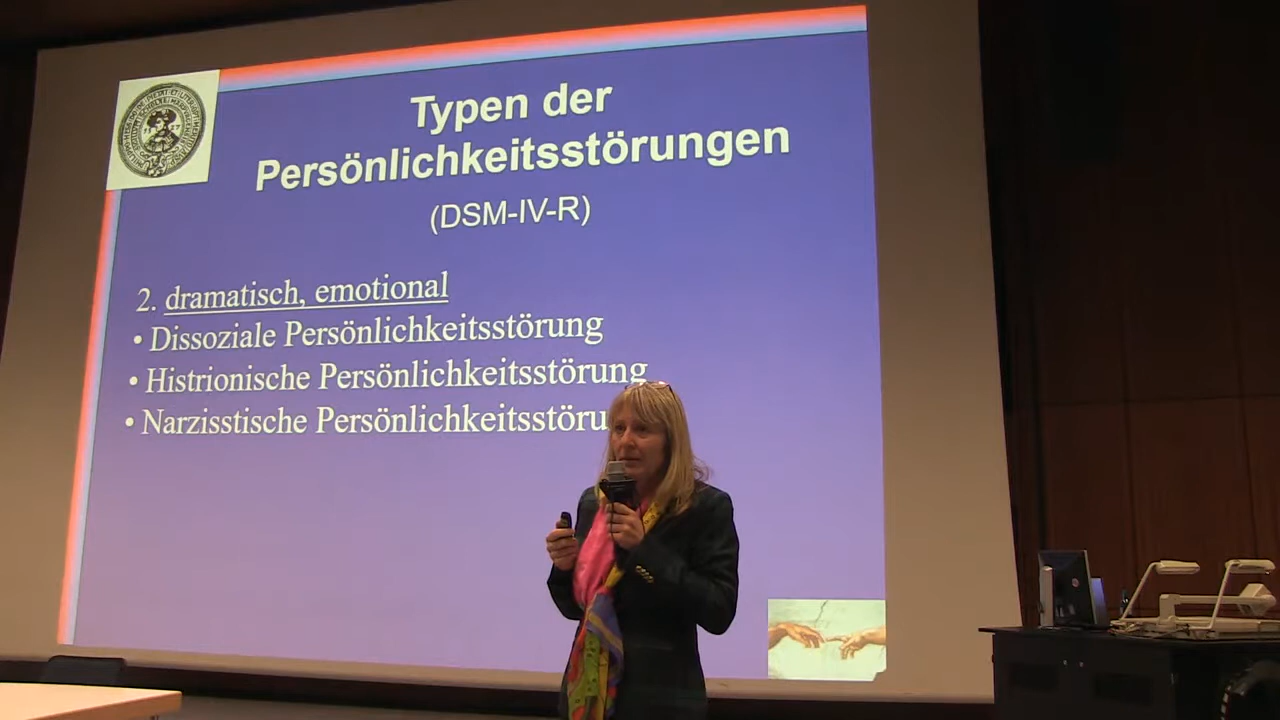 Typen der
Persönlichkeitsstörungen
(DSM-IV-R)
2. dramatisch, emotional
• Dissoziale Persönlichkeitsstörung
• Histrionische Persönlichkeitsstörung
• Narzisstische Persönlichkeitsstöru